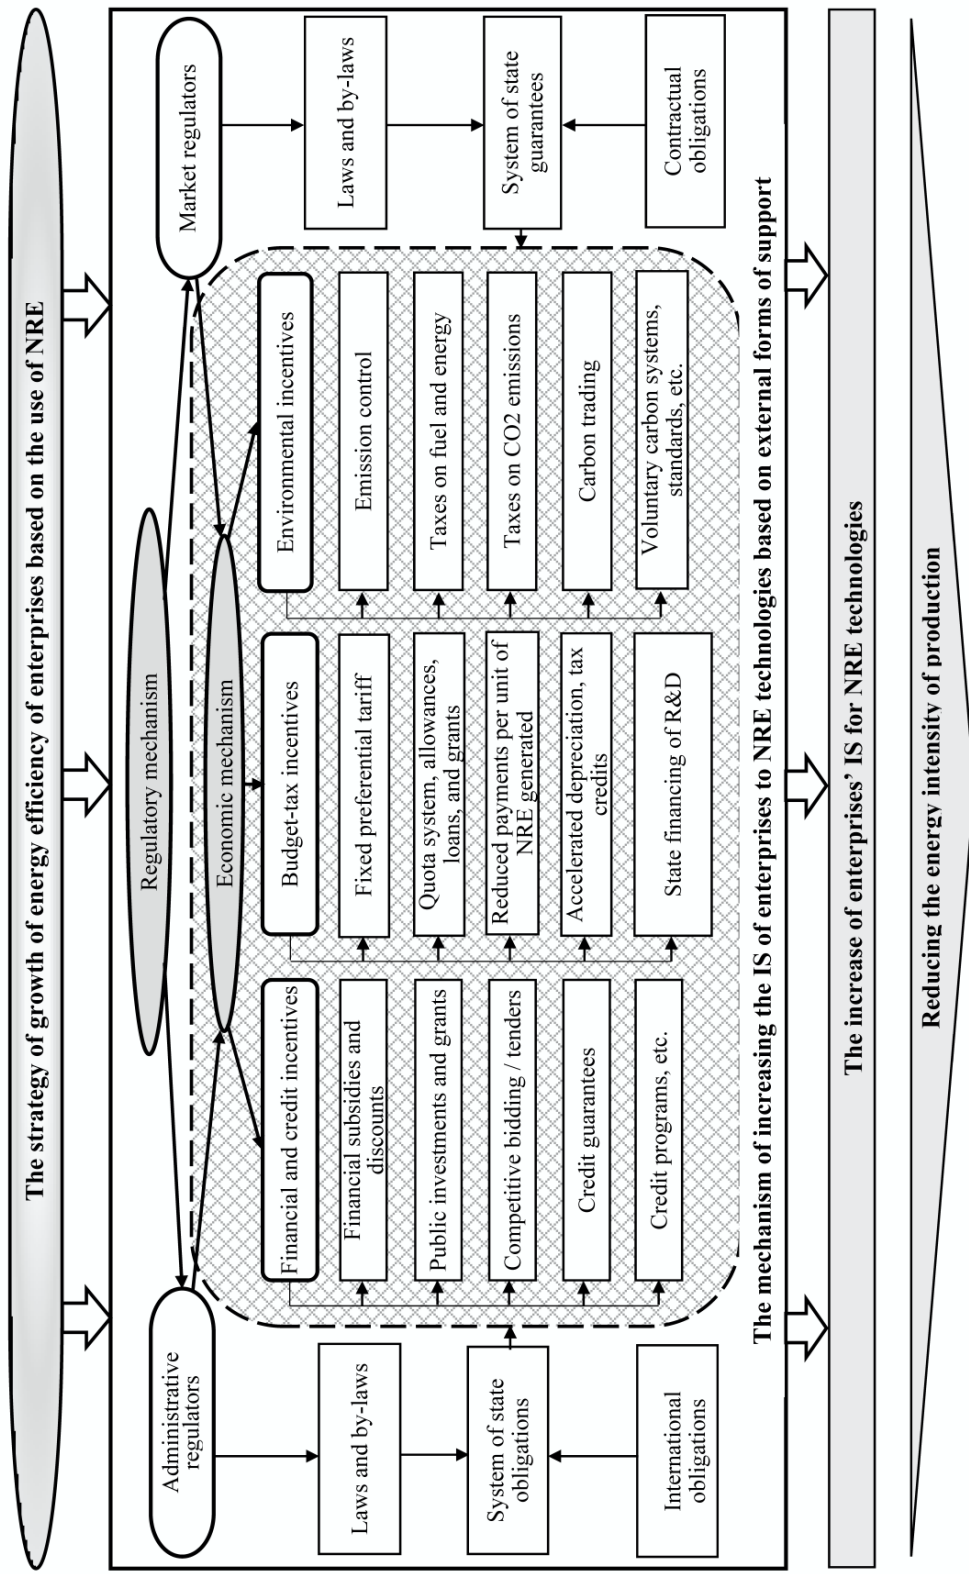 The strategy of growth of energy efficiency of enterprises based on the use of NRE
Regulatory mechanism
Administrative
regulators
Market regulators
Economic mechanism
Laws and by-laws
System of state
obligations
International
obligations
Financial and credit incentives
Financial subsidies and
discounts
Public investments and grants
Competitive bidding / tenders
Credit guarantees
Credit programs, etc.
Budget-tax incentives
Fixed preferential tariff
Quota system, allowances,
loans, and grants
Reduced payments per unit of
NRE generated
Accelerated depreciation, tax
credits
State financing of R&D
Environmental incentives
Emission control
Taxes on fuel and energy
Taxes on CO2 emissions
Carbon trading
Voluntary carbon systems,
standards, etc.
Laws and by-laws
System of state
guarantees
Contractual
obligations
The mechanism of increasing the IS of enterprises to NRE technologies based on external forms of support
The increase of enterprises' IS for NRE technologies
Reducing the energy intensity of production